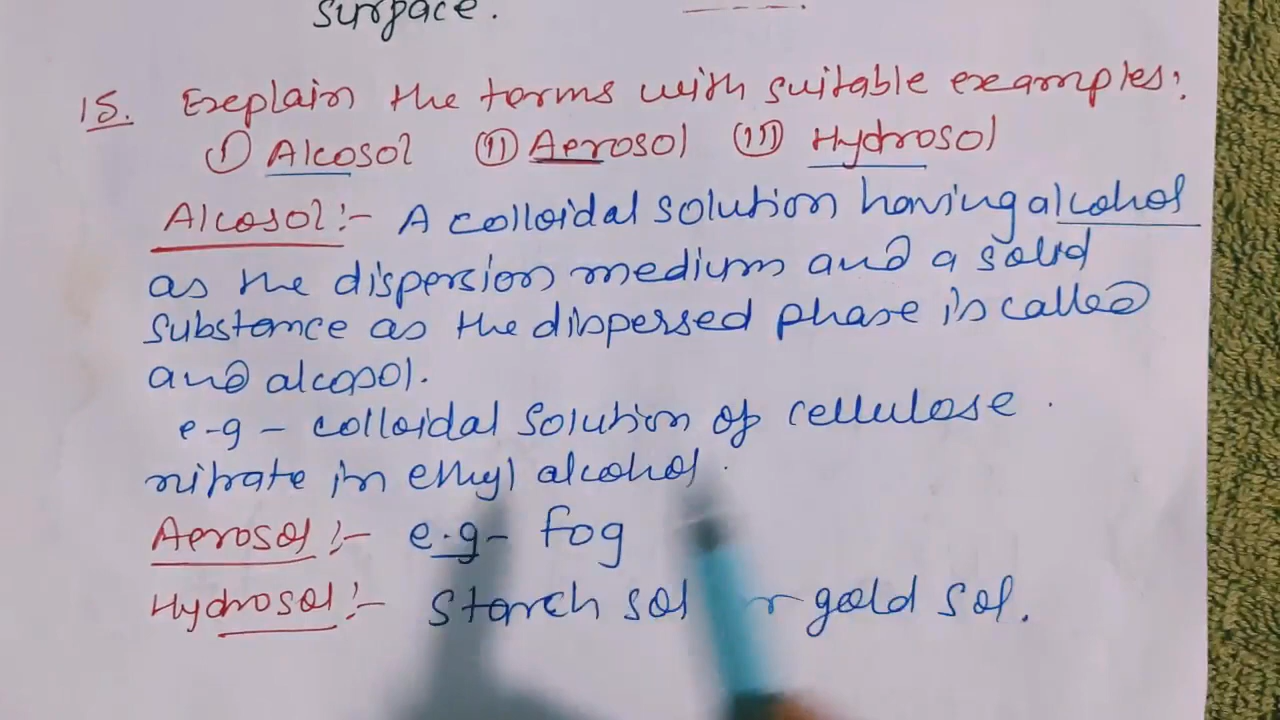 surface.
15. Explain the terms with suitable examples:
(I) Alcosol (II) Aerosol (III) Hydrosol
Alcosol:- A colloidal solution having alcohol
as the dispersion medium and a solid
substance as the dispersed phase is called
and alcosol.
e-g - colloidal solution of cellulose
nitrate in ethyl alcohol.
Aerosol:- e.g- fog
Hydrosol:- Starch sol gold sol.